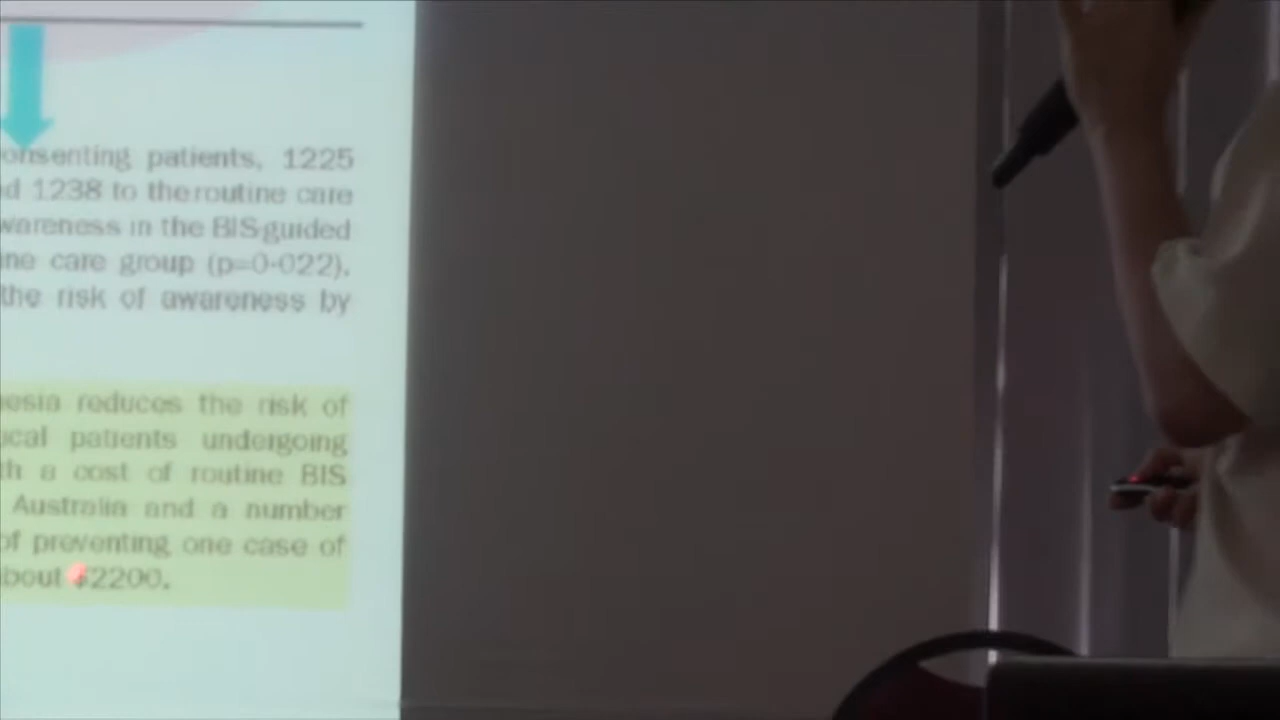 onsenting patients, 1225
d 1238 to the routine care
wareness in the BIS-guided
ine care group (p=0·022).
the risk of awareness by
esia reduces the risk of
ical patients undergoing
th a cost of routine BIS
Australia and a number
of preventing one case of
bout $2200.